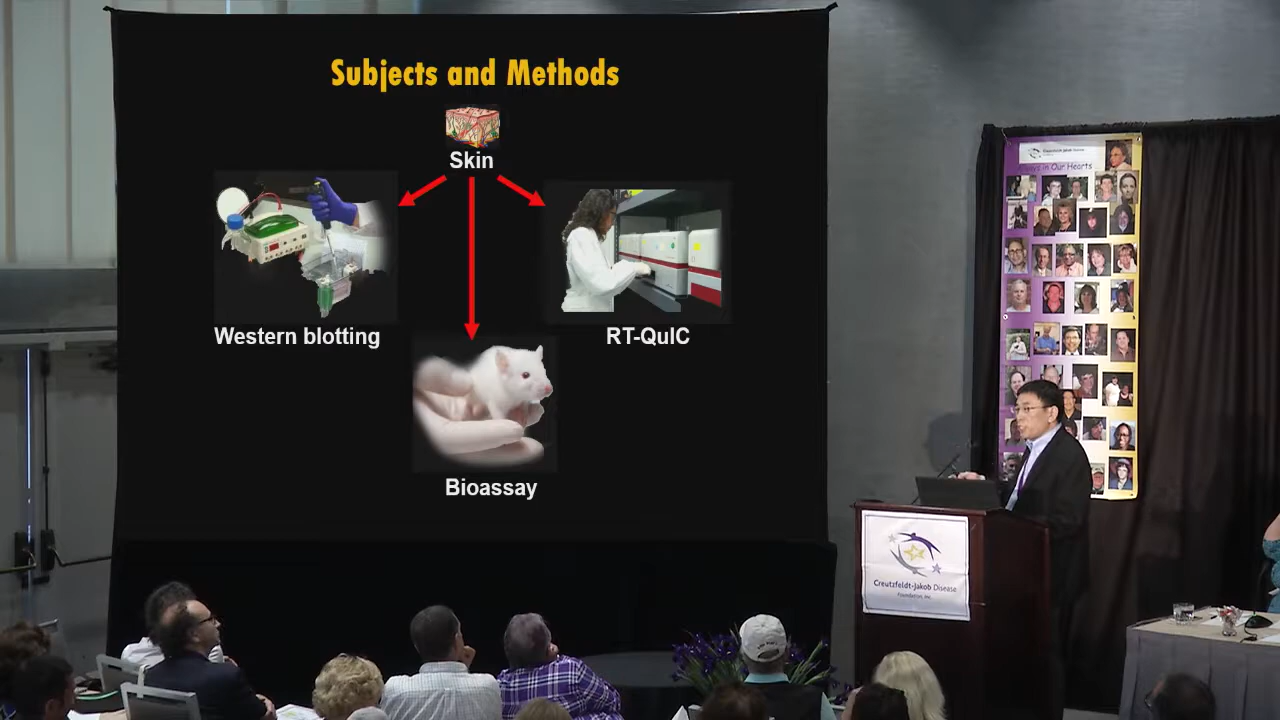 Subjects and Methods
Skin
Western blotting
RT-QuIC
Bioassay
in Our Hearts
Creutzfeldt-Jakob Disease
Foundation, Inc.